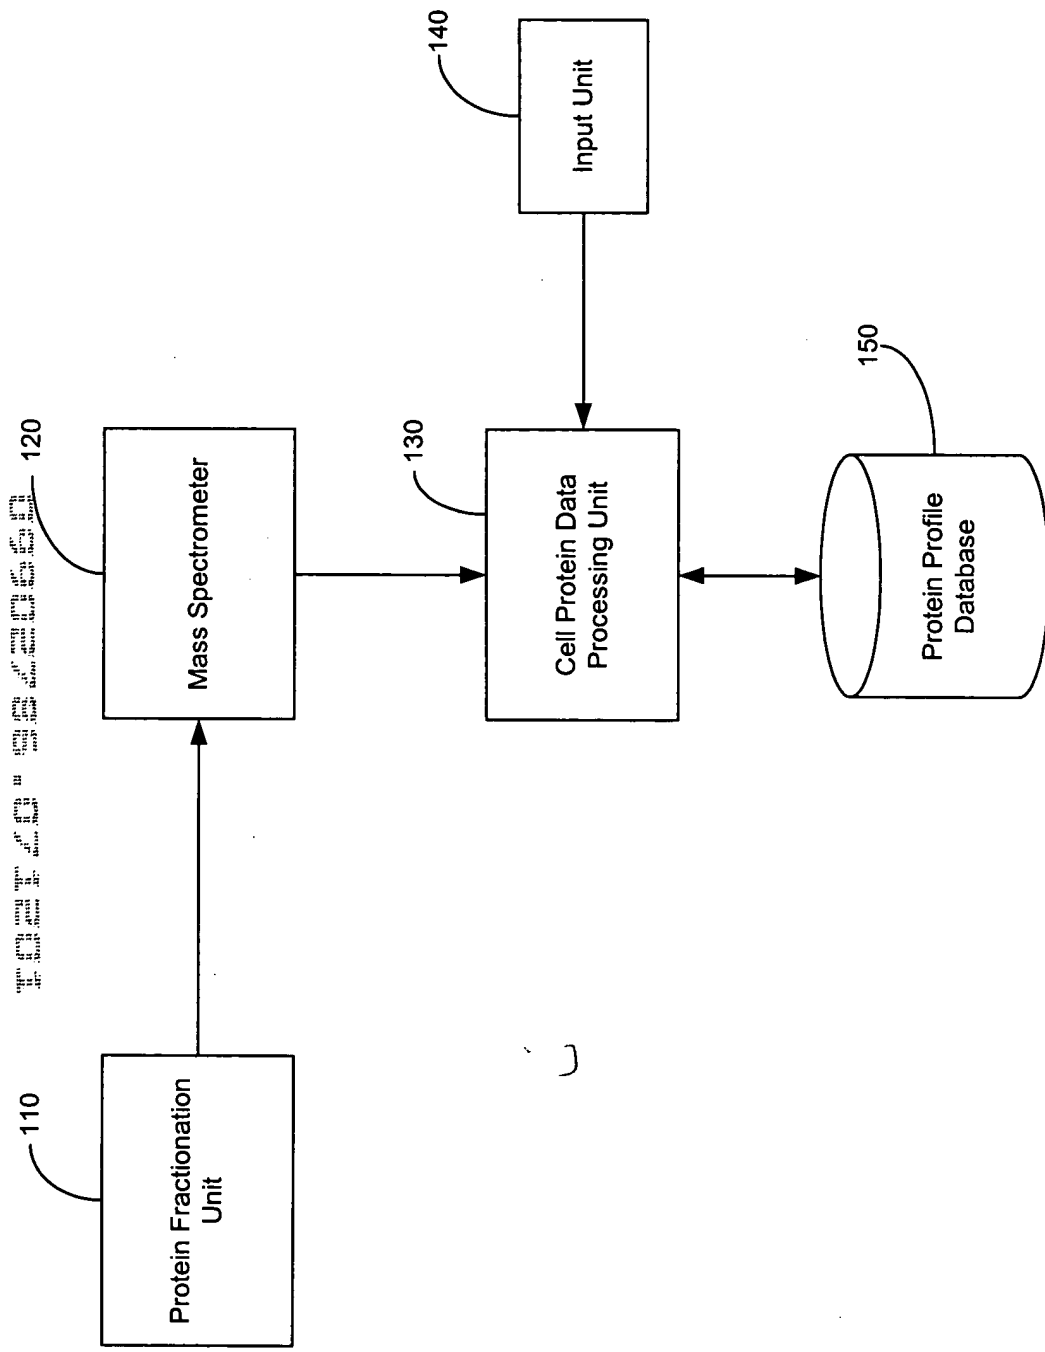 110
Protein Fractionation
Unit
120
Mass Spectrometer
130
Cell Protein Data
Processing Unit
140
Input Unit
150
Protein Profile
Database